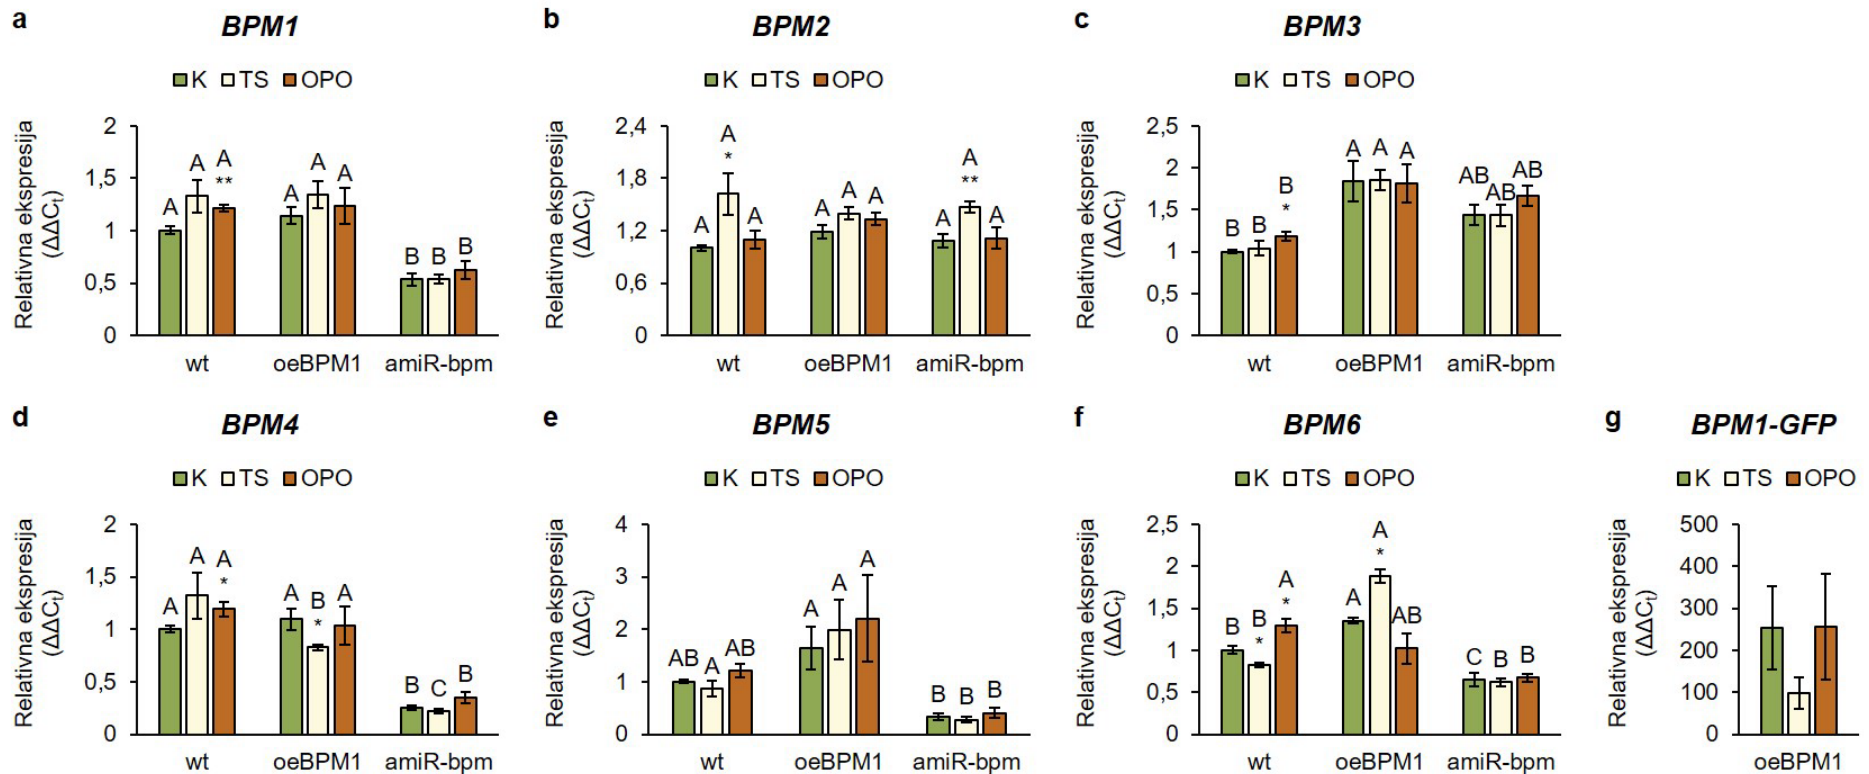 a BPM1
K TS OPO
Relativna ekspresija
(ΔΔCt)
2
1,5
1
0,5
0
A A A
**
A A A
B B B
wt oeBPM1 amiR-bpm
b BPM2
K TS OPO
Relativna ekspresija
(ΔΔCt)
2,4
1,8
1,2
0,6
0
A A A
*
A A A
A A A
**
wt oeBPM1 amiR-bpm
c BPM3
K TS OPO
Relativna ekspresija
(ΔΔCt)
2,5
2
1,5
1
0,5
0
B B B
*
A A A
AB AB AB
wt oeBPM1 amiR-bpm
d BPM4
K TS OPO
Relativna ekspresija
(ΔΔCt)
2
1,5
1
0,5
0
A A A
*
A B A
*
B C B
wt oeBPM1 amiR-bpm
e BPM5
K TS OPO
Relativna ekspresija
(ΔΔCt)
4
3
2
1
0
AB A AB
A A A
B B B
wt oeBPM1 amiR-bpm
f BPM6
K TS OPO
Relativna ekspresija
(ΔΔCt)
2,5
2
1,5
1
0,5
0
B B A
* *
A A AB
*
C B B
wt oeBPM1 amiR-bpm
g BPM1-GFP
K TS OPO
Relativna ekspresija
(ΔΔCt)
500
400
300
200
100
0
oeBPM1